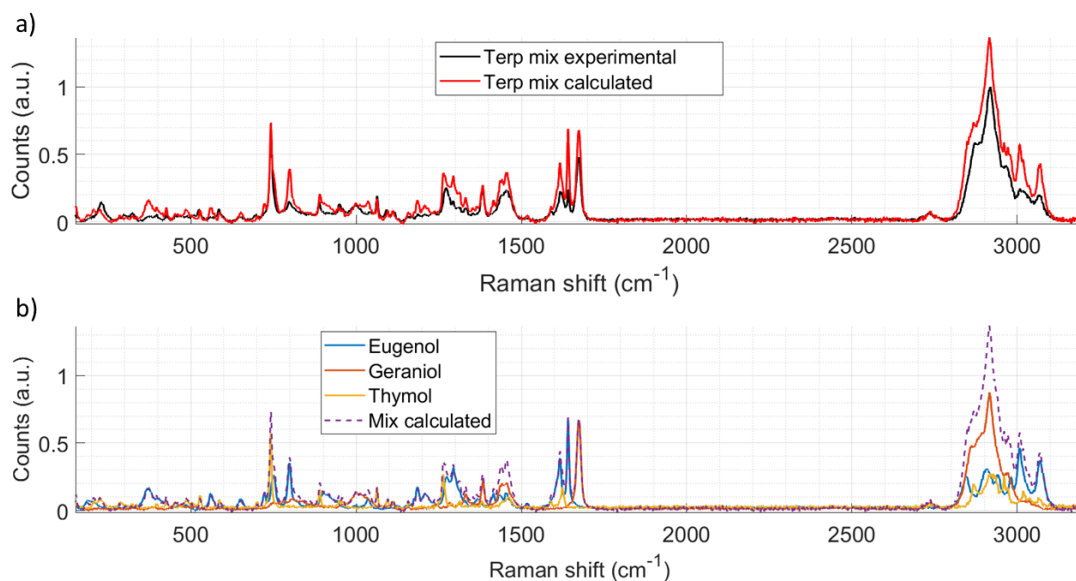 a)
Terp mix experimental
Terp mix calculated
Counts (a.u.)
1
0.5
0
500 1000 1500 2000 2500 3000
Raman shift (cm⁻¹)
b)
Eugenol
Geraniol
Thymol
Mix calculated
Counts (a.u.)
1
0.5
0
500 1000 1500 2000 2500 3000
Raman shift (cm⁻¹)